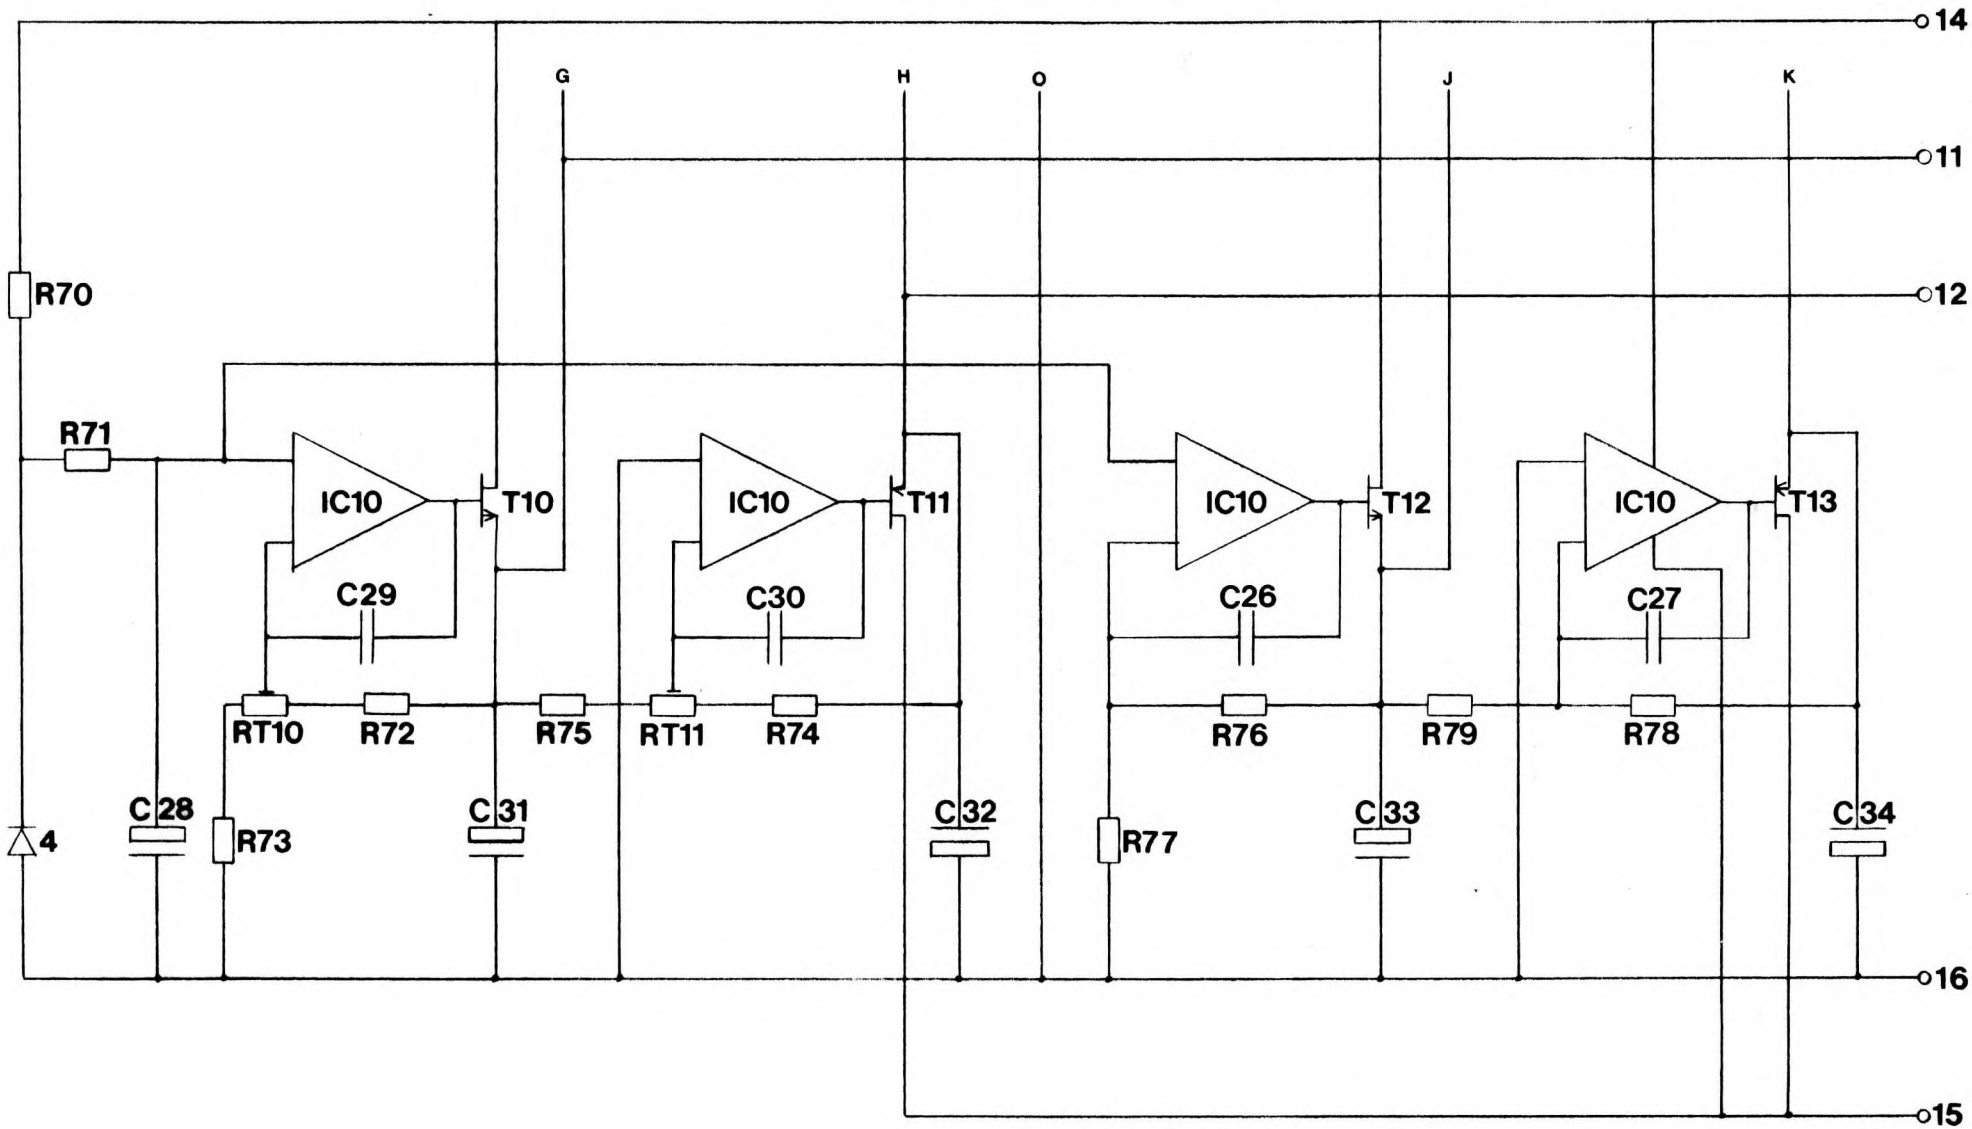 14
G H O J K
11
R70
12
R71
IC10 T10 IC10 T11 IC10 T12 IC10 T13
C29 C30 C26 C27
RT10 R72 R75 RT11 R74 R76 R79 R78
C28 C31 C32 C33 C34
4 R73 R77
16
15